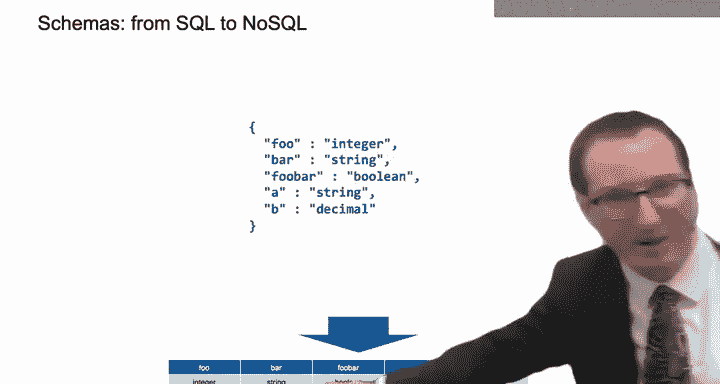 Schemas: from SQL to NoSQL
{
"foo" : "integer",
"bar" : "string",
"foobar" : "boolean",
"a" : "string",
"b" : "decimal"
}
foo bar foobar
integer string